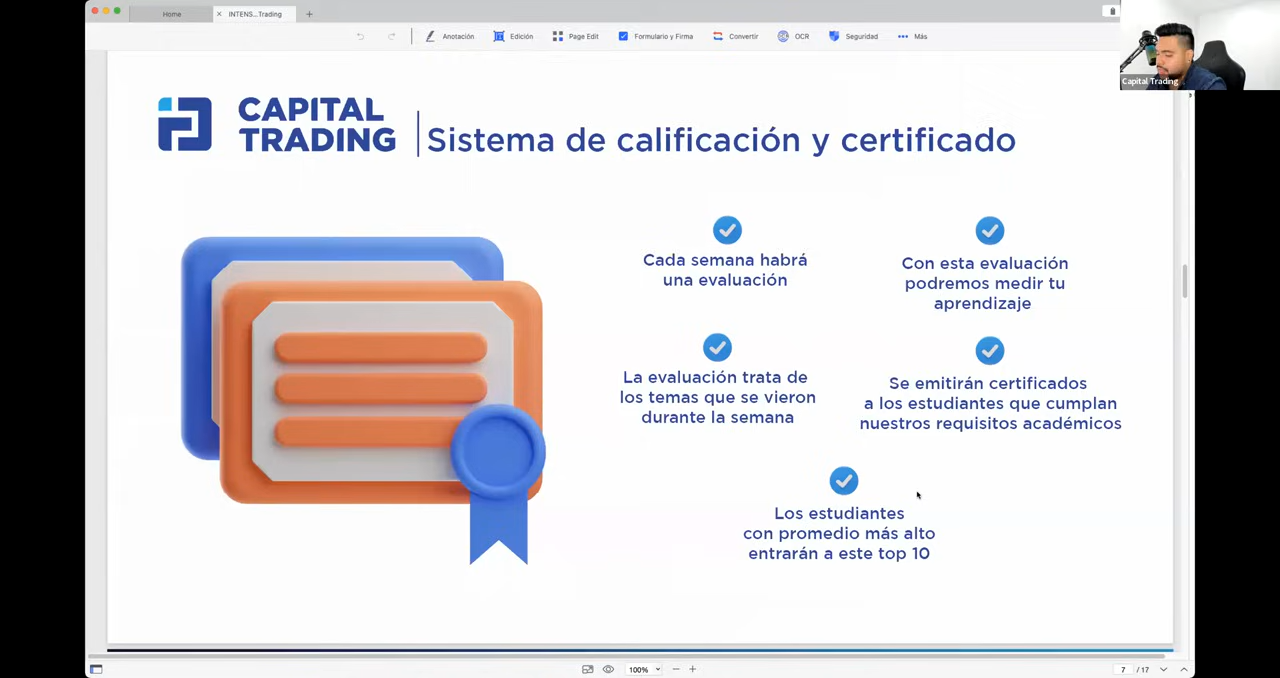 Home
INTENS...Trading
Anotación
Edición
Page Edit
Formulario y Firma
Convertir
OCR
Seguridad
Más
Capital Trading
CAPITAL
TRADING
Sistema de calificación y certificado
Cada semana habrá
una evaluación
Con esta evaluación
podremos medir tu
aprendizaje
La evaluación trata de
los temas que se vieron
durante la semana
Se emitirán certificados
a los estudiantes que cumplan
nuestros requisitos académicos
Los estudiantes
con promedio más alto
entrarán a este top 10
100%
7 / 17